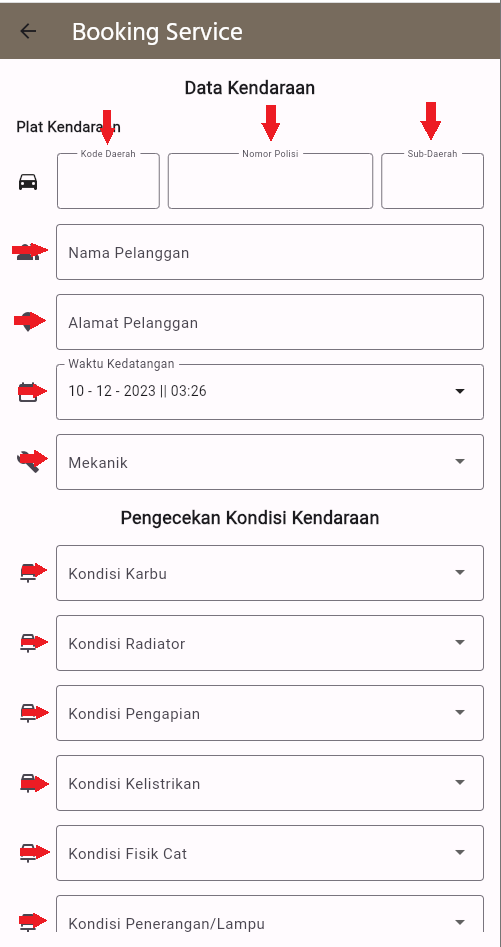 Booking Service
Data Kendaraan
Plat Kendaraan
Kode Daerah
Nomor Polisi
Sub-Daerah
Nama Pelanggan
Alamat Pelanggan
Waktu Kedatangan
10 - 12 - 2023 || 03:26
Mekanik
Pengecekan Kondisi Kendaraan
Kondisi Karbu
Kondisi Radiator
Kondisi Pengapian
Kondisi Kelistrikan
Kondisi Fisik Cat
Kondisi Penerangan/Lampu